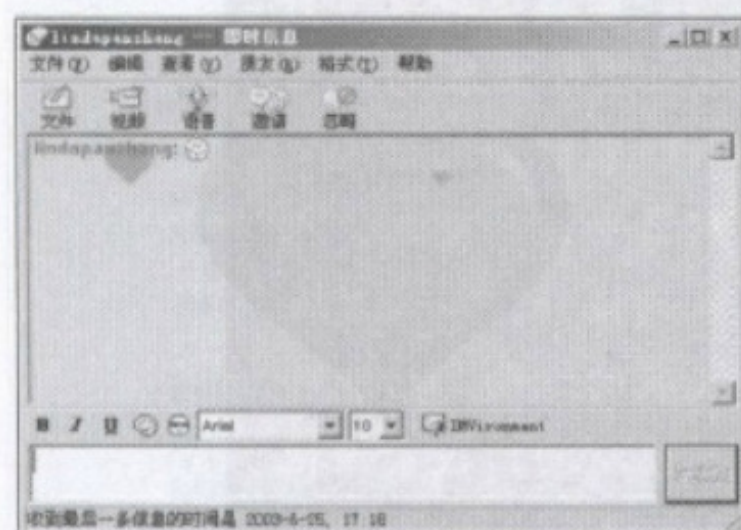 lindapanzhang -- 即时信息
文件(F) 编辑 查看(V) 朋友(R) 格式(T) 帮助
文件 视频 语音 邀请 忽略
lindapanzhang:
B I U Arial 10 IMVironment
收到最后一条信息的时间是 2003-6-25, 17:16